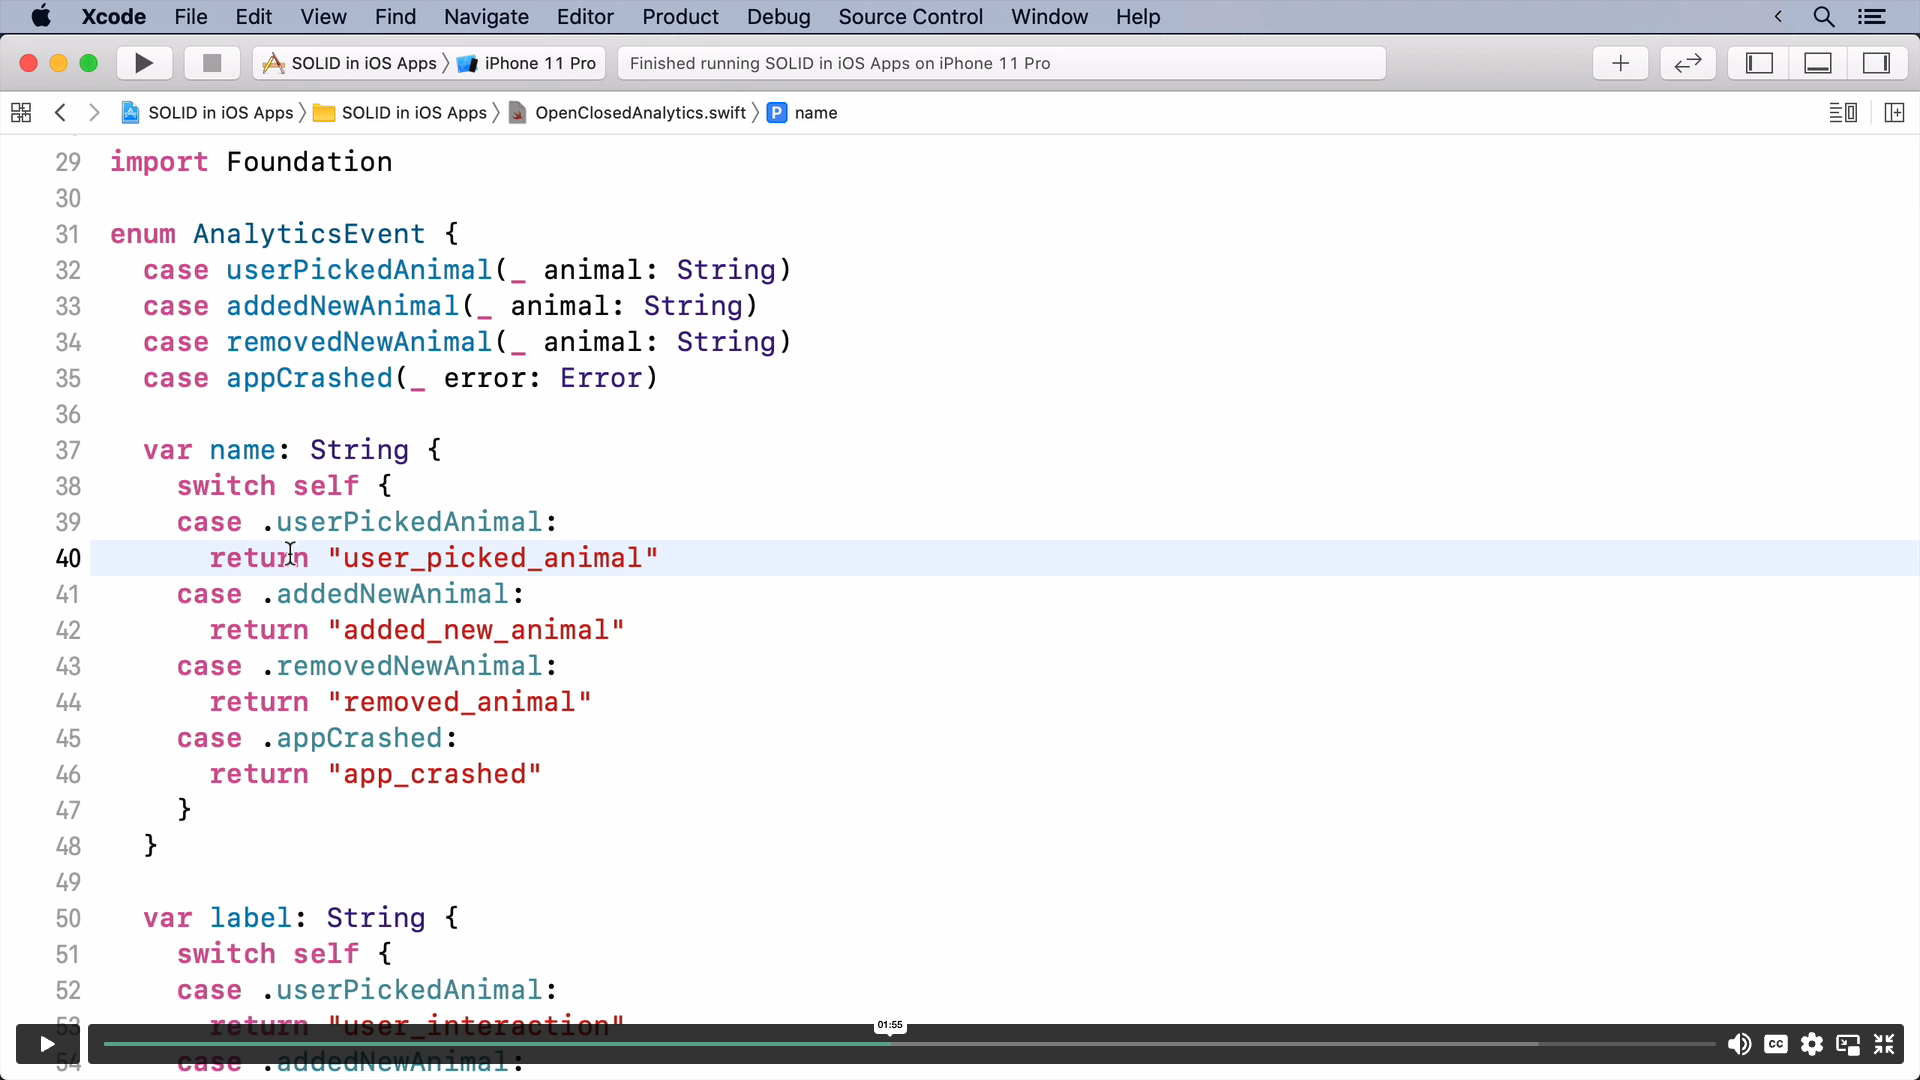 Xcode File Edit View Find Navigate Editor Product Debug Source Control Window Help
SOLID in iOS Apps iPhone 11 Pro Finished running SOLID in iOS Apps on iPhone 11 Pro
SOLID in iOS Apps SOLID in iOS Apps OpenClosedAnalytics.swift P name
29 import Foundation
30
31 enum AnalyticsEvent {
32 case userPickedAnimal(_ animal: String)
33 case addedNewAnimal(_ animal: String)
34 case removedNewAnimal(_ animal: String)
35 case appCrashed(_ error: Error)
36
37 var name: String {
38 switch self {
39 case .userPickedAnimal:
40 return "user_picked_animal"
41 case .addedNewAnimal:
42 return "added_new_animal"
43 case .removedNewAnimal:
44 return "removed_animal"
45 case .appCrashed:
46 return "app_crashed"
47 }
48 }
49
50 var label: String {
51 switch self {
52 case .userPickedAnimal:
53 return "user_interaction"
01:55
CC
54 case .addedNewAnimal: